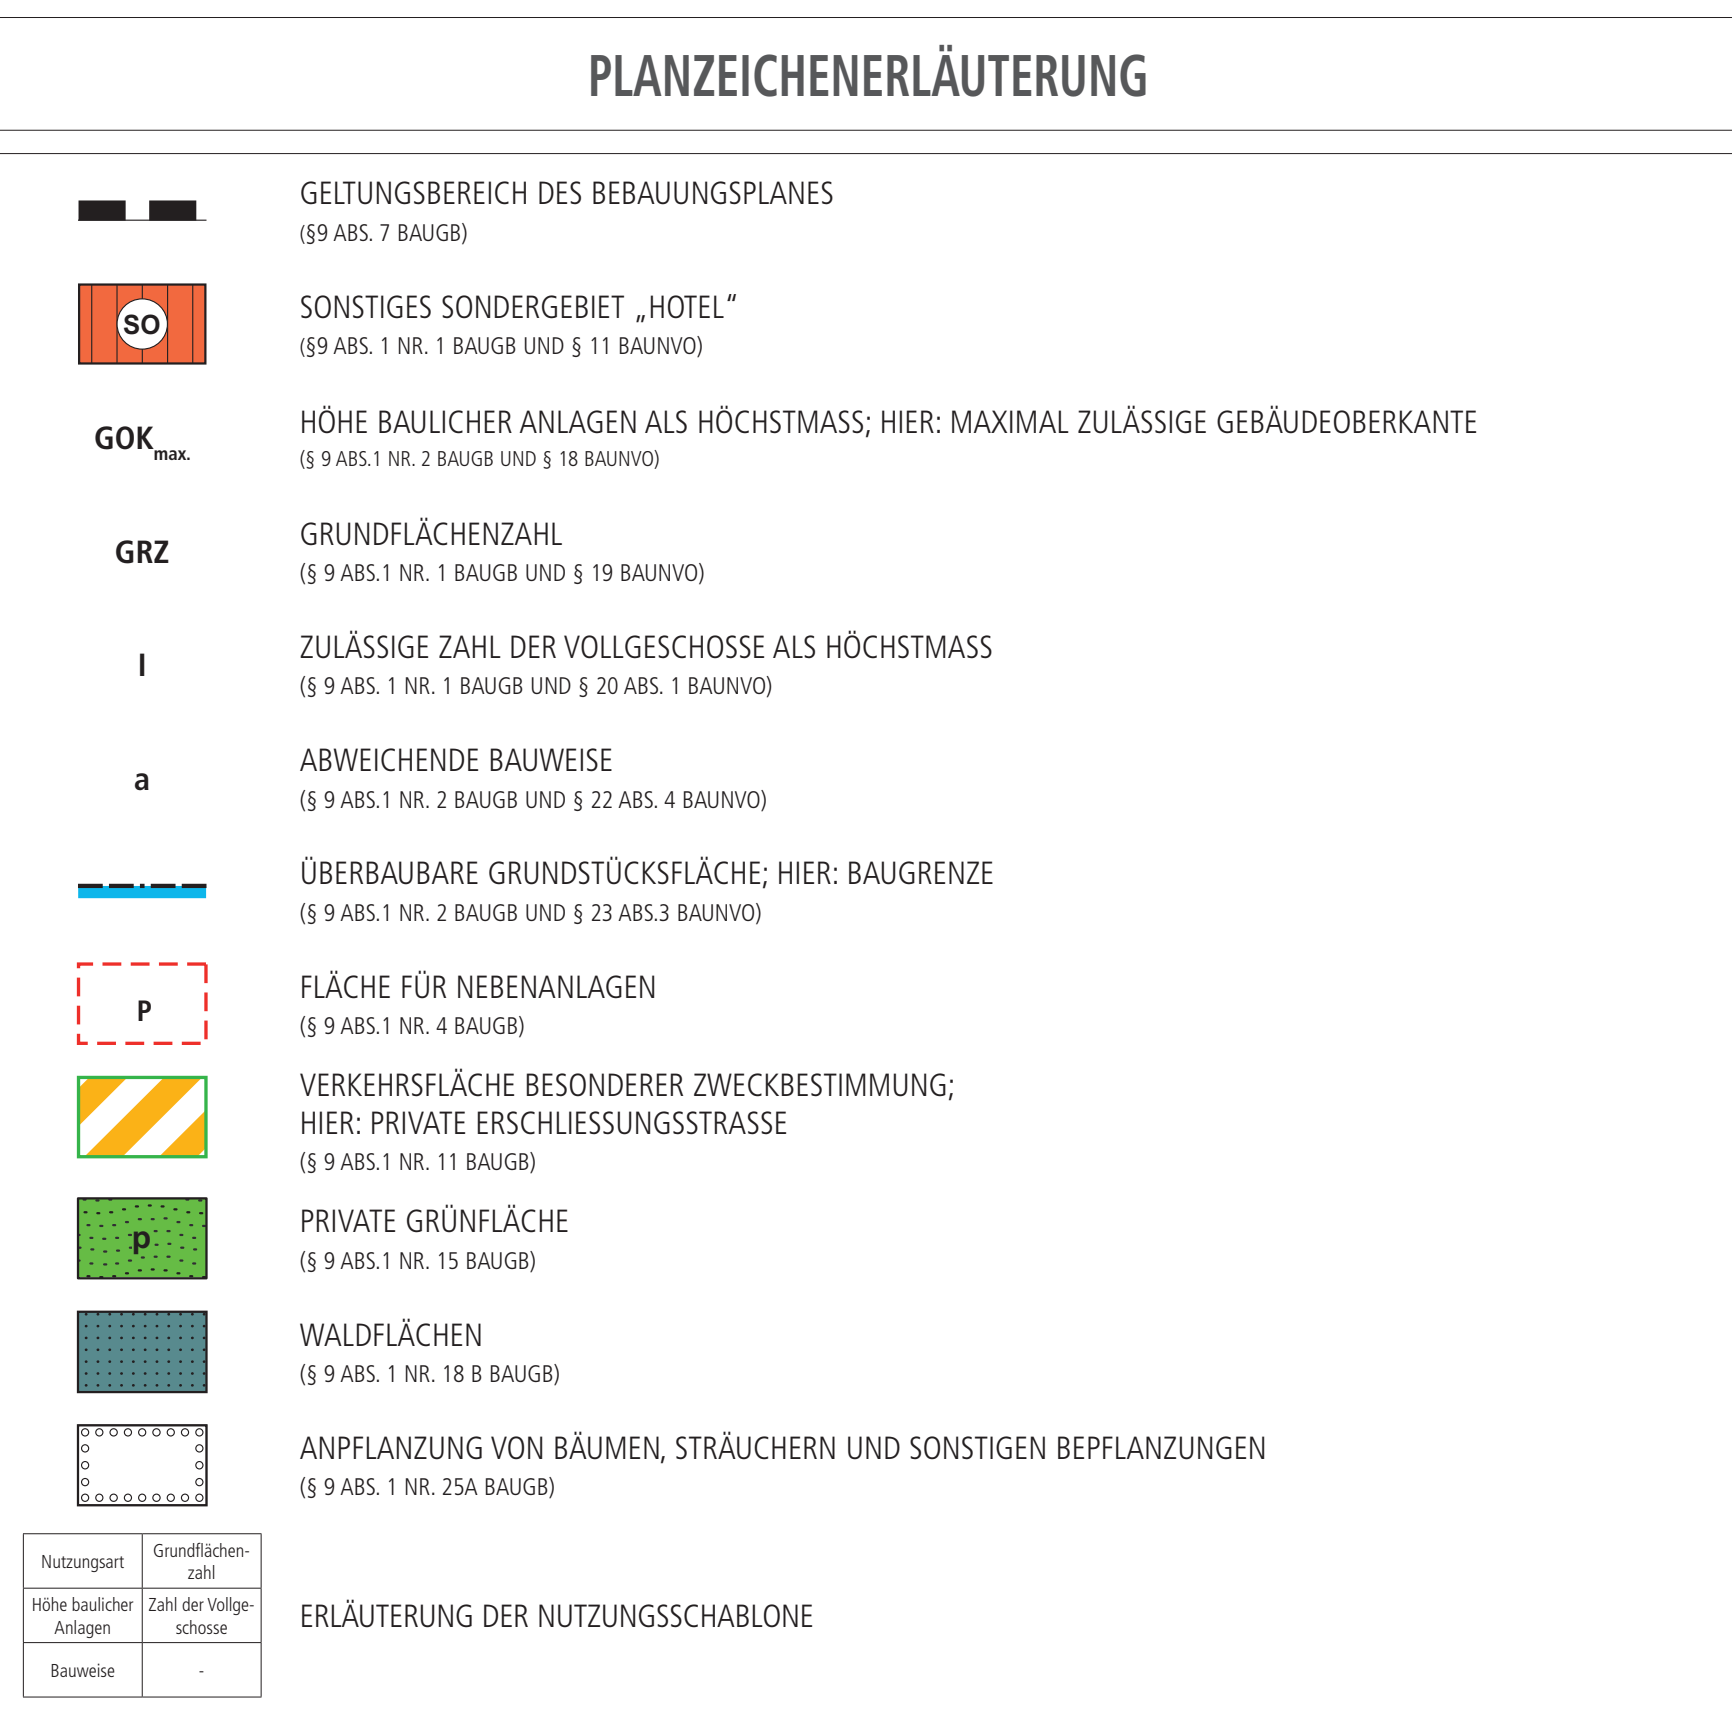 PLANZEICHENERLÄUTERUNG
GELTUNGSBEREICH DES BEBAUUNGSPLANES
(§9 ABS. 7 BAUGB)
SO
SONSTIGES SONDERGEBIET „HOTEL“
(§9 ABS. 1 NR. 1 BAUGB UND § 11 BAUNVO)
GOK max.
HÖHE BAULICHER ANLAGEN ALS HÖCHSTMASS; HIER: MAXIMAL ZULÄSSIGE GEBÄUDEOBERKANTE
(§ 9 ABS.1 NR. 2 BAUGB UND § 18 BAUNVO)
GRZ
GRUNDFLÄCHENZAHL
(§ 9 ABS.1 NR. 1 BAUGB UND § 19 BAUNVO)
I
ZULÄSSIGE ZAHL DER VOLLGESCHOSSE ALS HÖCHSTMASS
(§ 9 ABS. 1 NR. 1 BAUGB UND § 20 ABS. 1 BAUNVO)
a
ABWEICHENDE BAUWEISE
(§ 9 ABS.1 NR. 2 BAUGB UND § 22 ABS. 4 BAUNVO)
ÜBERBAUBARE GRUNDSTÜCKSFLÄCHE; HIER: BAUGRENZE
(§ 9 ABS.1 NR. 2 BAUGB UND § 23 ABS.3 BAUNVO)
P
FLÄCHE FÜR NEBENANLAGEN
(§ 9 ABS.1 NR. 4 BAUGB)
VERKEHRSFLÄCHE BESONDERER ZWECKBESTIMMUNG;
HIER: PRIVATE ERSCHLIESSUNGSSTRASSE
(§ 9 ABS.1 NR. 11 BAUGB)
p
PRIVATE GRÜNFLÄCHE
(§ 9 ABS.1 NR. 15 BAUGB)
WALDFLÄCHEN
(§ 9 ABS. 1 NR. 18 B BAUGB)
ANPFLANZUNG VON BÄUMEN, STRÄUCHERN UND SONSTIGEN BEPFLANZUNGEN
(§ 9 ABS. 1 NR. 25A BAUGB)
Nutzungsart
Grundflächen-
zahl
Höhe baulicher
Anlagen
Zahl der Vollge-
schosse
Bauweise
-
ERLÄUTERUNG DER NUTZUNGSSCHABLONE